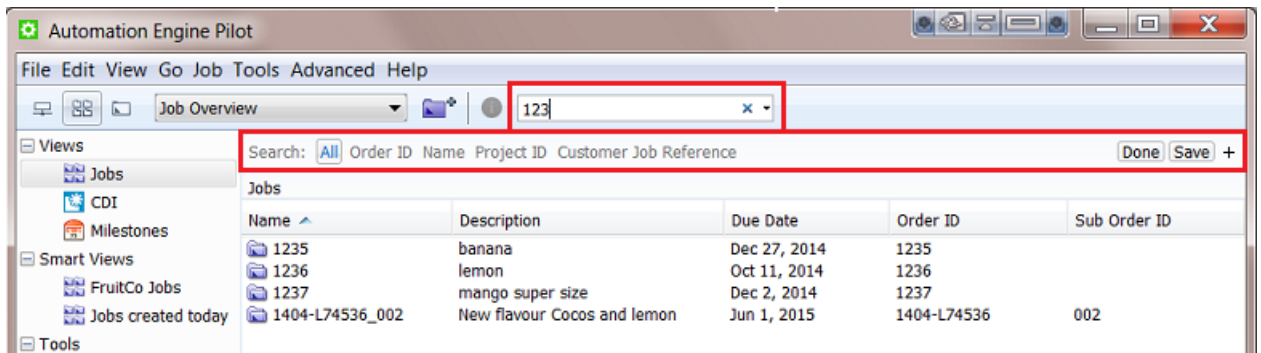 Automation Engine Pilot
File Edit View Go Job Tools Advanced Help
Job Overview 123
Views
Jobs
CDI
Milestones
Smart Views
FruitCo Jobs
Jobs created today
Tools
Search: All Order ID Name Project ID Customer Job Reference Done Save +
Jobs
Name Description Due Date Order ID Sub Order ID
1235 banana Dec 27, 2014 1235
1236 lemon Oct 11, 2014 1236
1237 mango super size Dec 2, 2014 1237
1404-L74536_002 New flavour Cocos and lemon Jun 1, 2015 1404-L74536 002